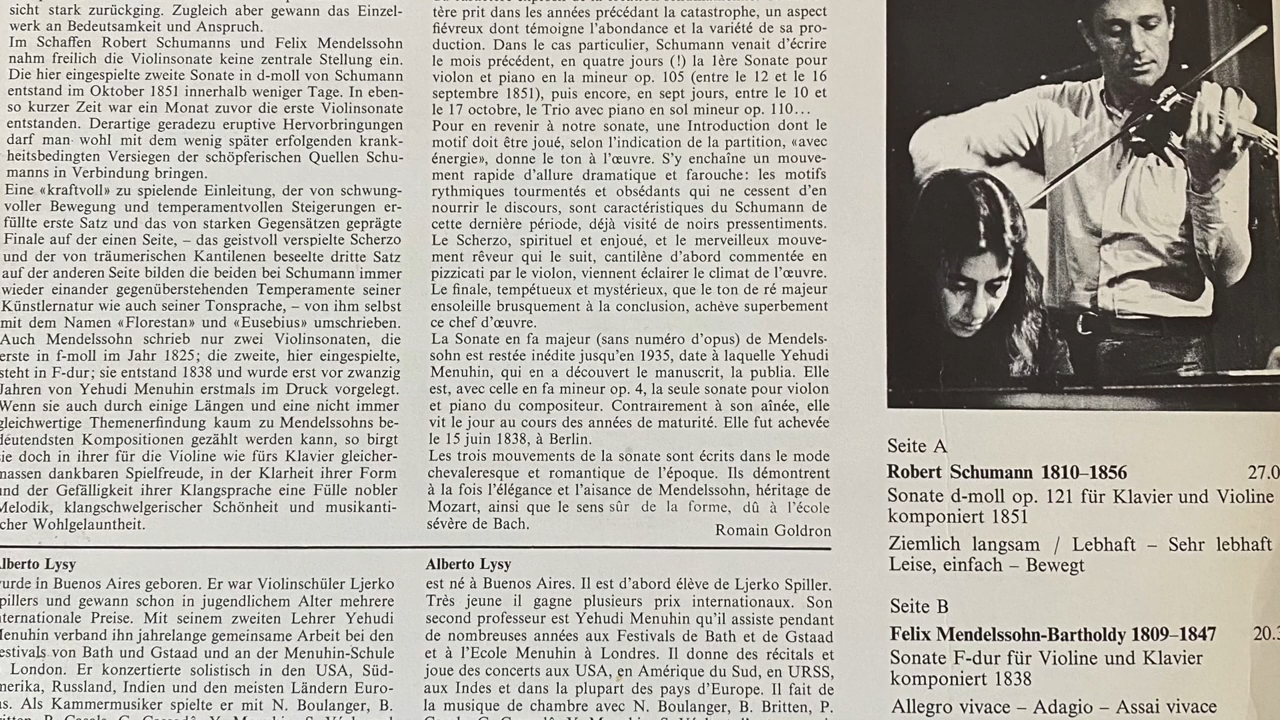 sicht stark zurückging. Zugleich aber gewann das Einzel-
werk an Bedeutsamkeit und Anspruch.
Im Schaffen Robert Schumanns und Felix Mendelssohn
nahm freilich die Violinsonate keine zentrale Stellung ein.
Die hier eingespielte zweite Sonate in d-moll von Schumann
entstand im Oktober 1851 innerhalb weniger Tage. In eben-
so kurzer Zeit war ein Monat zuvor die erste Violinsonate
entstanden. Derartige geradezu eruptive Hervorbringungen
darf man wohl mit dem wenig später erfolgenden krank-
heitsbedingten Versiegen der schöpferischen Quellen Schu-
manns in Verbindung bringen.
Eine «kraftvoll» zu spielende Einleitung, der von schwung-
voller Bewegung und temperamentvollen Steigerungen er-
füllte erste Satz und das von starken Gegensätzen geprägte
Finale auf der einen Seite, – das geistvoll verspielte Scherzo
und der von träumerischen Kantilenen beseelte dritte Satz
auf der anderen Seite bilden die beiden bei Schumann immer
wieder einander gegenüberstehenden Temperamente seiner
Künstlernatur wie auch seiner Tonsprache, – von ihm selbst
mit dem Namen «Florestan» und «Eusebius» umschrieben.
Auch Mendelssohn schrieb nur zwei Violinsonaten, die
erste in f-moll im Jahr 1825; die zweite, hier eingespielte,
steht in F-dur; sie entstand 1838 und wurde erst vor zwanzig
Jahren von Yehudi Menuhin erstmals im Druck vorgelegt.
Wenn sie auch durch einige Längen und eine nicht immer
gleichwertige Themenerfindung kaum zu Mendelssohns be-
deutendsten Kompositionen gezählt werden kann, so birgt
sie doch in ihrer für die Violine wie fürs Klavier gleicher-
massen dankbaren Spielfreude, in der Klarheit ihrer Form
und der Gefälligkeit ihrer Klangsprache eine Fülle nobler
Melodik, klangschwelgerischer Schönheit und musikanti-
scher Wohlgelauntheit.
tère prit dans les années précédant la catastrophe, un aspect
fiévreux dont témoigne l'abondance et la variété de sa pro-
duction. Dans le cas particulier, Schumann venait d'écrire
le mois précédent, en quatre jours (!) la 1ère Sonate pour
violon et piano en la mineur op. 105 (entre le 12 et le 16
septembre 1851), puis encore, en sept jours, entre le 10 et
le 17 octobre, le Trio avec piano en sol mineur op. 110...
Pour en revenir à notre sonate, une Introduction dont le
motif doit être joué, selon l'indication de la partition, «avec
énergie», donne le ton à l'œuvre. S'y enchaîne un mouve-
ment rapide d'allure dramatique et farouche: les motifs
rythmiques tourmentés et obsédants qui ne cessent d'en
nourrir le discours, sont caractéristiques du Schumann de
cette dernière période, déjà visité de noirs pressentiments.
Le Scherzo, spirituel et enjoué, et le merveilleux mouve-
ment rêveur qui le suit, cantilène d'abord commentée en
pizzicati par le violon, viennent éclairer le climat de l'œuvre.
Le finale, tempétueux et mystérieux, que le ton de ré majeur
ensoleille brusquement à la conclusion, achève superbement
ce chef d'œuvre.
La Sonate en fa majeur (sans numéro d'opus) de Mendels-
sohn est restée inédite jusqu'en 1935, date à laquelle Yehudi
Menuhin, qui en a découvert le manuscrit, la publia. Elle
est, avec celle en fa mineur op. 4, la seule sonate pour violon
et piano du compositeur. Contrairement à son aînée, elle
vit le jour au cours des années de maturité. Elle fut achevée
le 15 juin 1838, à Berlin.
Les trois mouvements de la sonate sont écrits dans le mode
chevaleresque et romantique de l'époque. Ils démontrent
à la fois l'élégance et l'aisance de Mendelssohn, héritage de
Mozart, ainsi que le sens sûr de la forme, dû à l'école
sévère de Bach.
Romain Goldron
Alberto Lysy
wurde in Buenos Aires geboren. Er war Violinschüler Ljerko
Spillers und gewann schon in jugendlichem Alter mehrere
internationale Preise. Mit seinem zweiten Lehrer Yehudi
Menuhin verband ihn jahrelange gemeinsame Arbeit bei den
Festivals von Bath und Gstaad und an der Menuhin-Schule
London. Er konzertierte solistisch in den USA, Süd-
amerika, Russland, Indien und den meisten Ländern Euro-
pas. Als Kammermusiker spielte er mit N. Boulanger, B.
Alberto Lysy
est né à Buenos Aires. Il est d'abord élève de Ljerko Spiller.
Très jeune il gagne plusieurs prix internationaux. Son
second professeur est Yehudi Menuhin qu'il assiste pendant
de nombreuses années aux Festivals de Bath et de Gstaad
et à l'Ecole Menuhin à Londres. Il donne des récitals et
joue des concerts aux USA, en Amérique du Sud, en URSS,
aux Indes et dans la plupart des pays d'Europe. Il fait de
la musique de chambre avec N. Boulanger, B. Britten, P.
Seite A
Robert Schumann 1810–1856 27.0
Sonate d-moll op. 121 für Klavier und Violine
komponiert 1851
Ziemlich langsam / Lebhaft – Sehr lebhaft
Leise, einfach – Bewegt
Seite B
Felix Mendelssohn-Bartholdy 1809–1847 20.3
Sonate F-dur für Violine und Klavier
komponiert 1838
Allegro vivace – Adagio – Assai vivace